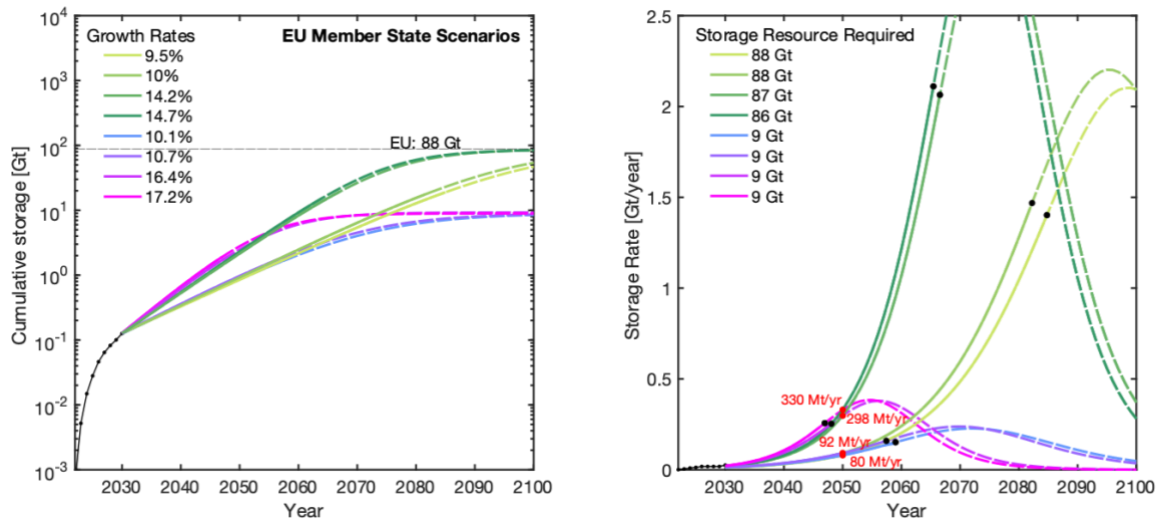 EU Member State Scenarios
Growth Rates
9.5%
10%
14.2%
14.7%
10.1%
10.7%
16.4%
17.2%
EU: 88 Gt
Cumulative storage [Gt]
10^4
10^3
10^2
10^1
10^0
10^-1
10^-2
10^-3
2030 2040 2050 2060 2070 2080 2090 2100
Year
Storage Resource Required
88 Gt
88 Gt
87 Gt
86 Gt
9 Gt
9 Gt
9 Gt
9 Gt
330 Mt/yr
298 Mt/yr
92 Mt/yr
80 Mt/yr
Storage Rate [Gt/year]
2.5
2
1.5
1
0.5
0
2030 2040 2050 2060 2070 2080 2090 2100
Year